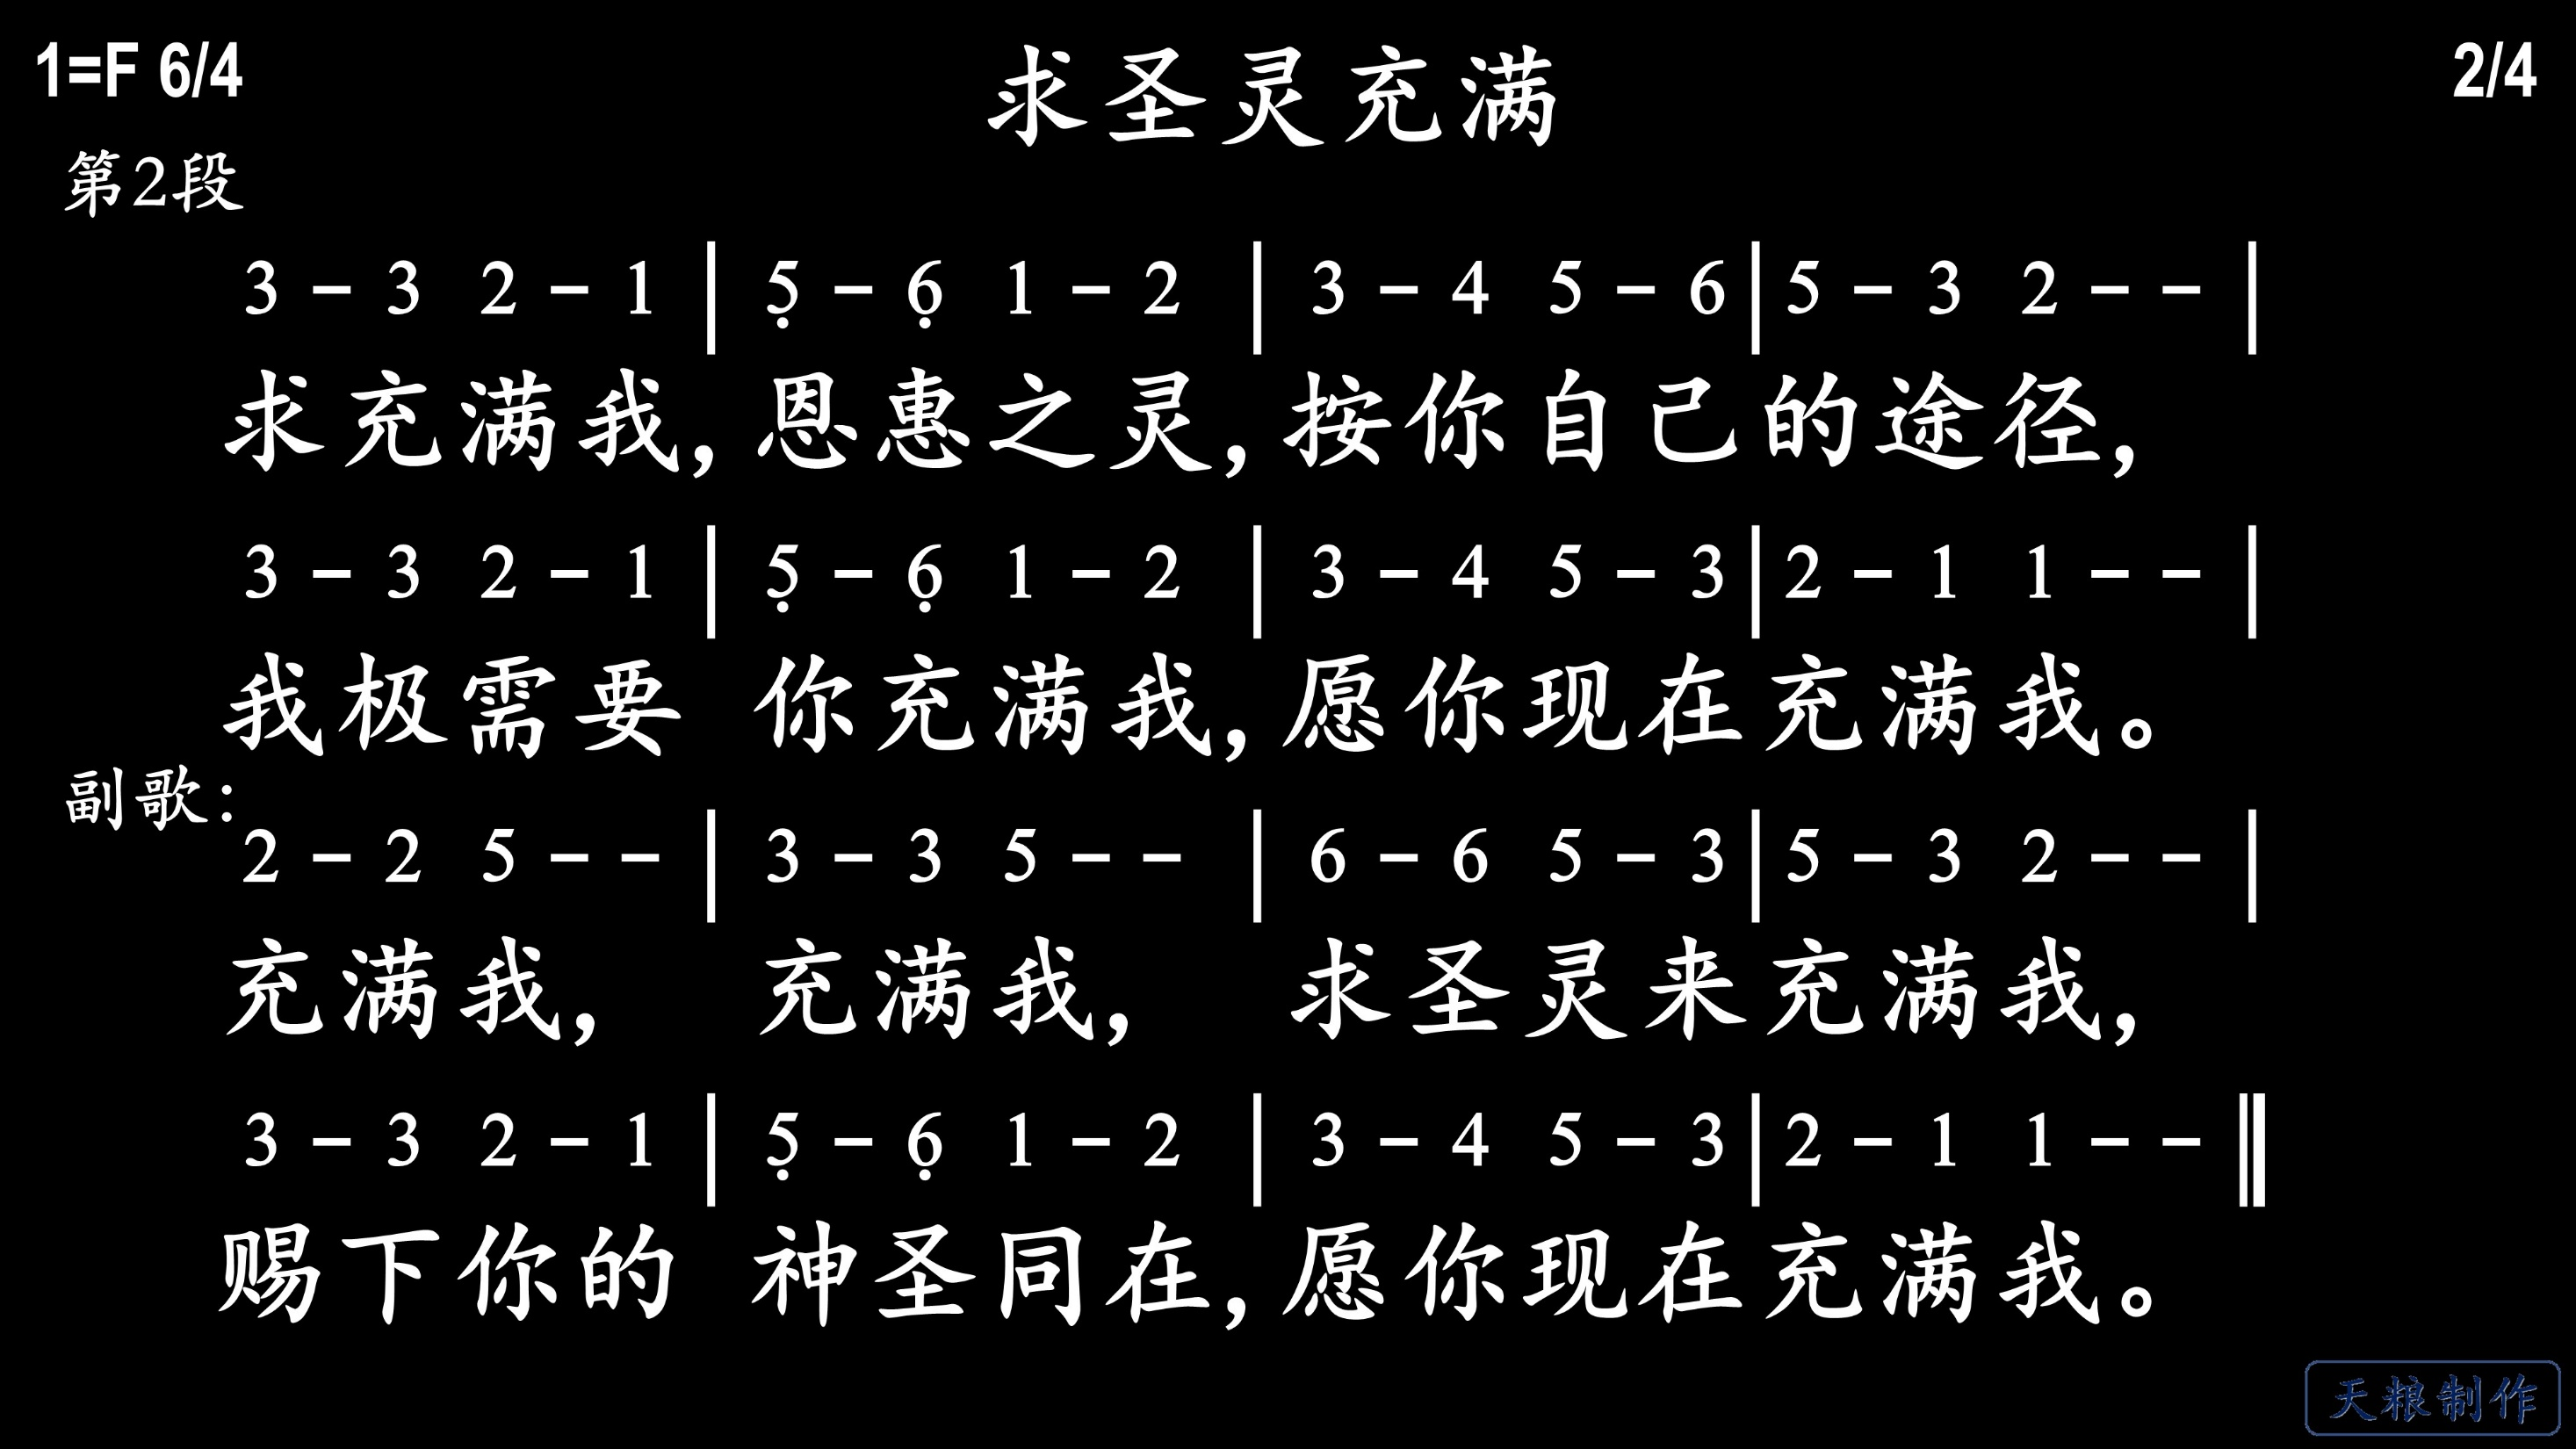 1=F 6/4 求圣灵充满 2/4
第2段
3 – 3 2 – 1 | 5̣ – 6̣ 1 – 2 | 3 – 4 5 – 6 | 5 – 3 2 – – |
求充满我,恩惠之灵,按你自己的途径,
3 – 3 2 – 1 | 5̣ – 6̣ 1 – 2 | 3 – 4 5 – 3 | 2 – 1 1 – – |
我极需要 你充满我,愿你现在充满我。
副歌:
2 – 2 5 – – | 3 – 3 5 – – | 6 – 6 5 – 3 | 5 – 3 2 – – |
充满我, 充满我, 求圣灵来充满我,
3 – 3 2 – 1 | 5̣ – 6̣ 1 – 2 | 3 – 4 5 – 3 | 2 – 1 1 – – ‖
赐下你的 神圣同在,愿你现在充满我。
天粮制作